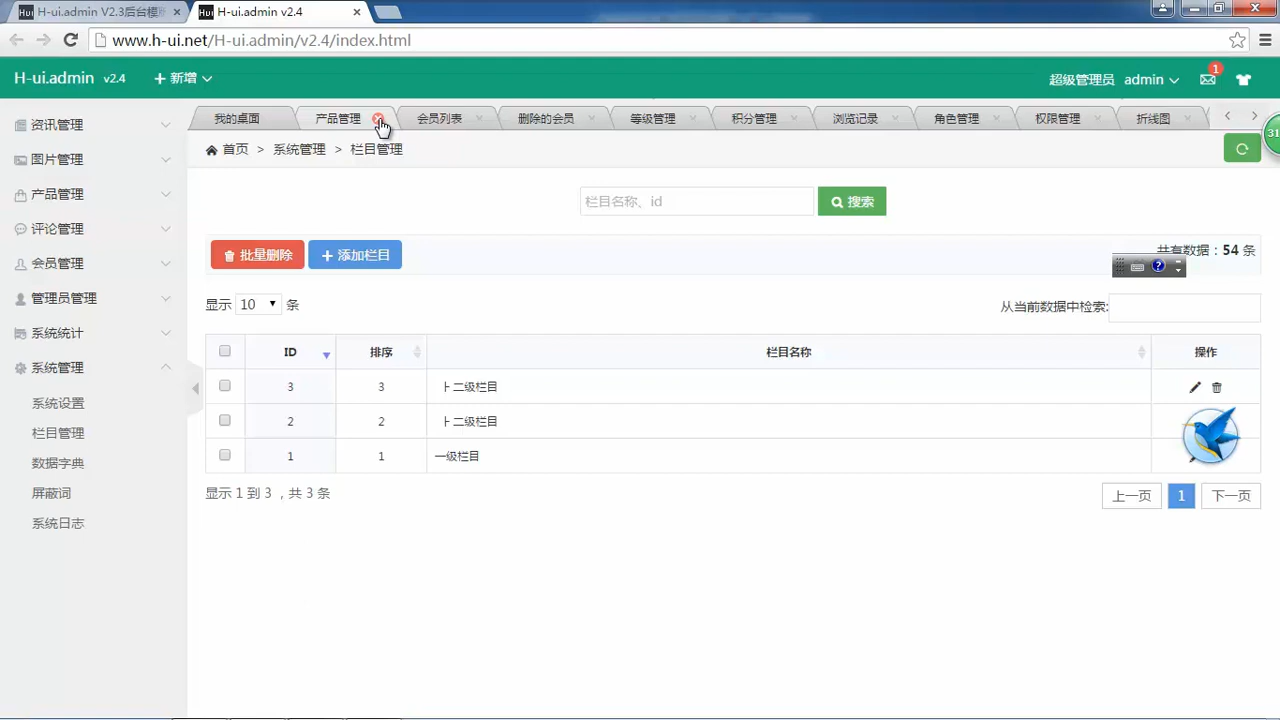 H-ui.admin V2.3后台模
H-ui.admin v2.4
www.h-ui.net/H-ui.admin/v2.4/index.html
H-ui.admin v2.4 新增 超级管理员 admin 1
我的桌面 产品管理 会员列表 删除的会员 等级管理 积分管理 浏览记录 角色管理 权限管理 折线图
31
首页 > 系统管理 > 栏目管理
资讯管理
图片管理
产品管理
评论管理
会员管理
管理员管理
系统统计
系统管理
系统设置
栏目管理
数据字典
屏蔽词
系统日志
栏目名称、id 搜索
批量删除 添加栏目 共有数据：54 条
显示 10 条 从当前数据中检索:
ID 排序 栏目名称 操作
3 3 ├ 二级栏目
2 2 ├ 二级栏目
1 1 一级栏目
显示 1 到 3 ，共 3 条 上一页 1 下一页